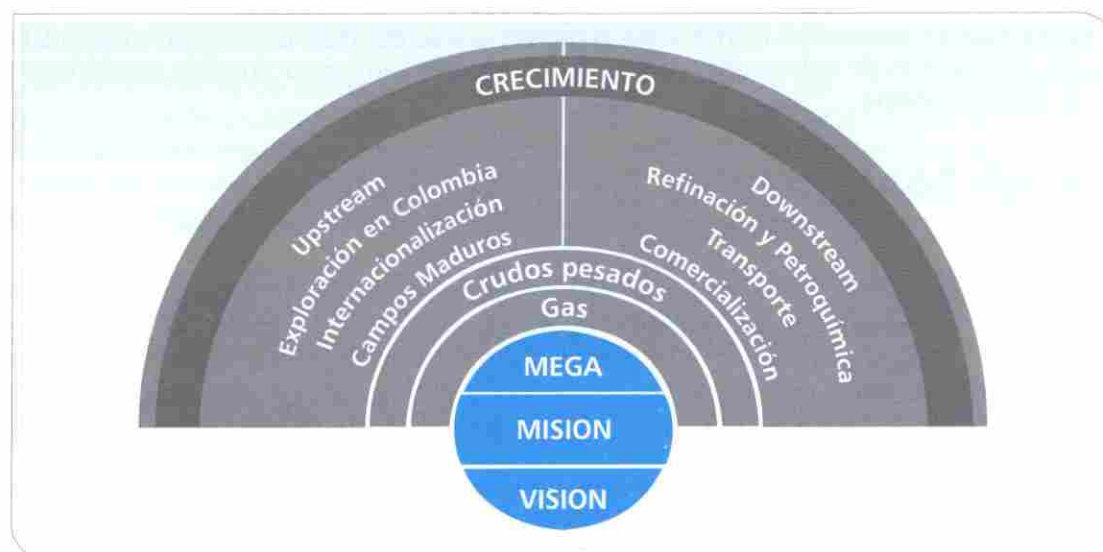 CRECIMIENTO
Upstream
Exploración en Colombia
Internacionalización
Campos Maduros
Downstream
Refinación y Petroquímica
Transporte
Comercialización
Crudos pesados
Gas
MEGA
MISION
VISION